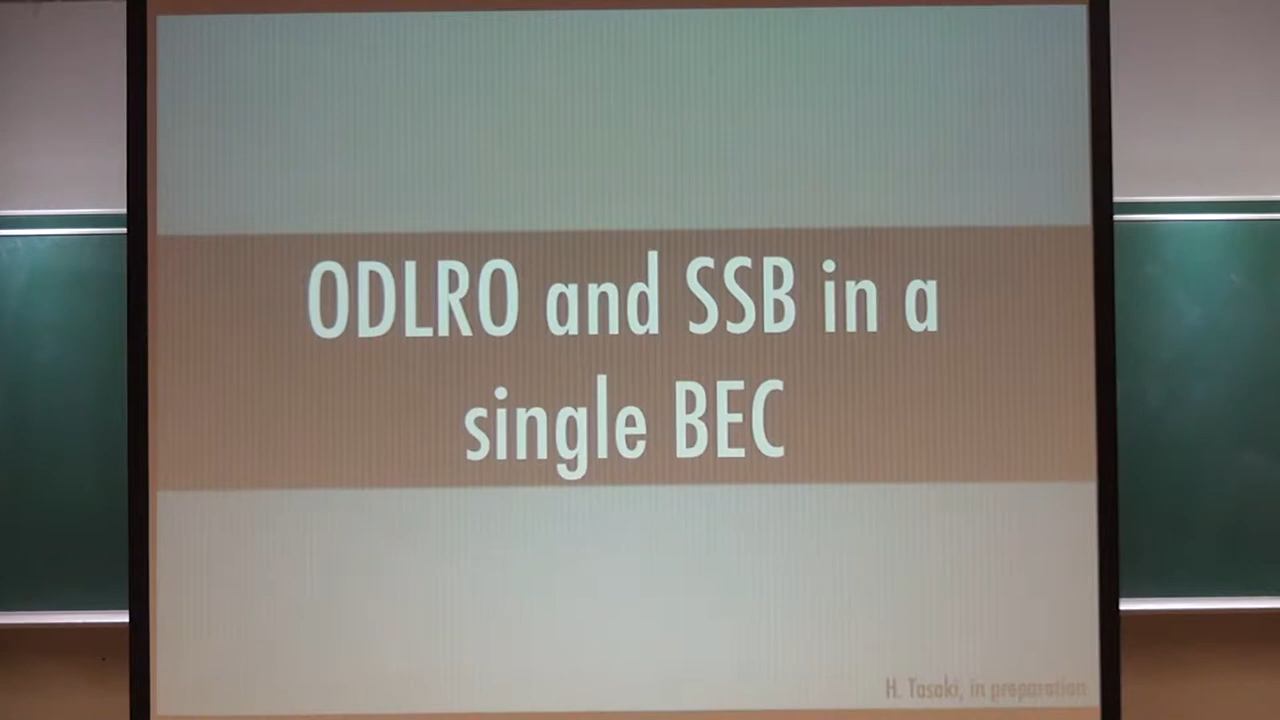 ODLRO and SSB in a
single BEC
H. Tasaki, in preparation